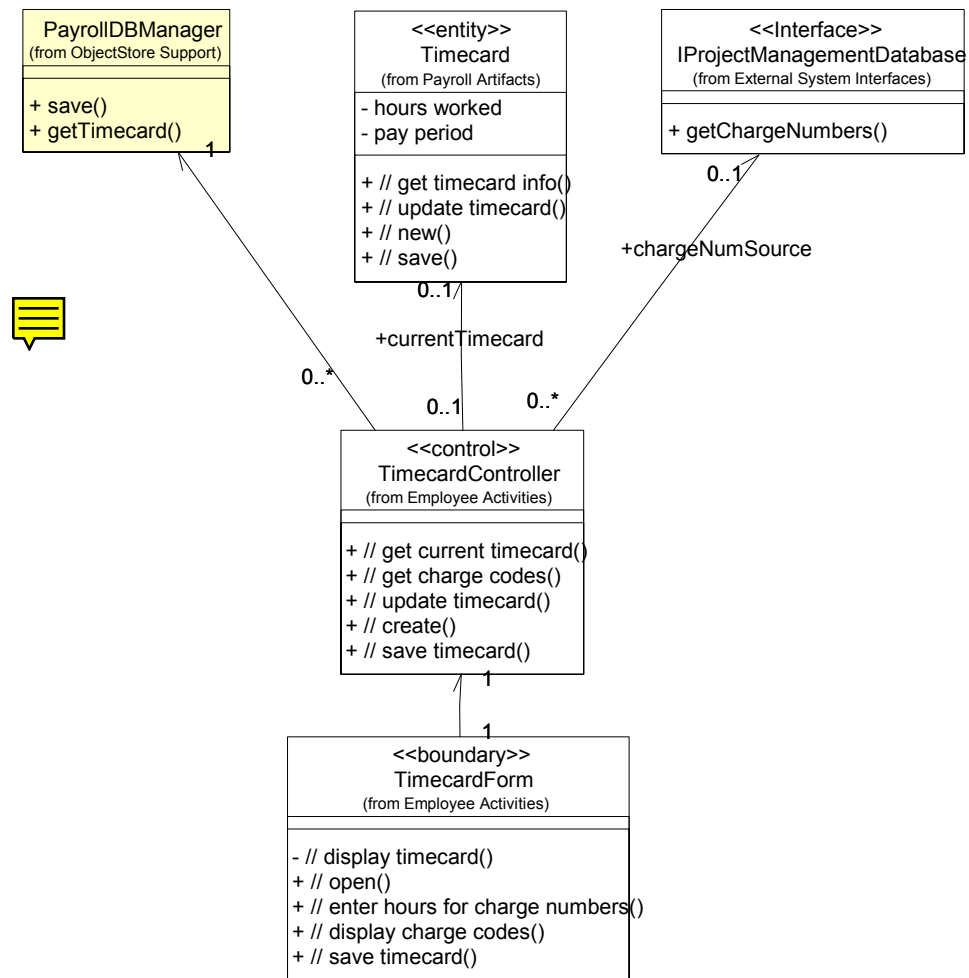 PayrollDBManager
(from ObjectStore Support)
+ save()
+ getTimecard()
1
<<entity>>
Timecard
(from Payroll Artifacts)
- hours worked
- pay period
+ // get timecard info()
+ // update timecard()
+ // new()
+ // save()
0..1
<<Interface>>
IProjectManagementDatabase
(from External System Interfaces)
+ getChargeNumbers()
0..1
+chargeNumSource
+currentTimecard
0..*
0..1
0..*
<<control>>
TimecardController
(from Employee Activities)
+ // get current timecard()
+ // get charge codes()
+ // update timecard()
+ // create()
+ // save timecard()
1
1
<<boundary>>
TimecardForm
(from Employee Activities)
- // display timecard()
+ // open()
+ // enter hours for charge numbers()
+ // display charge codes()
+ // save timecard()